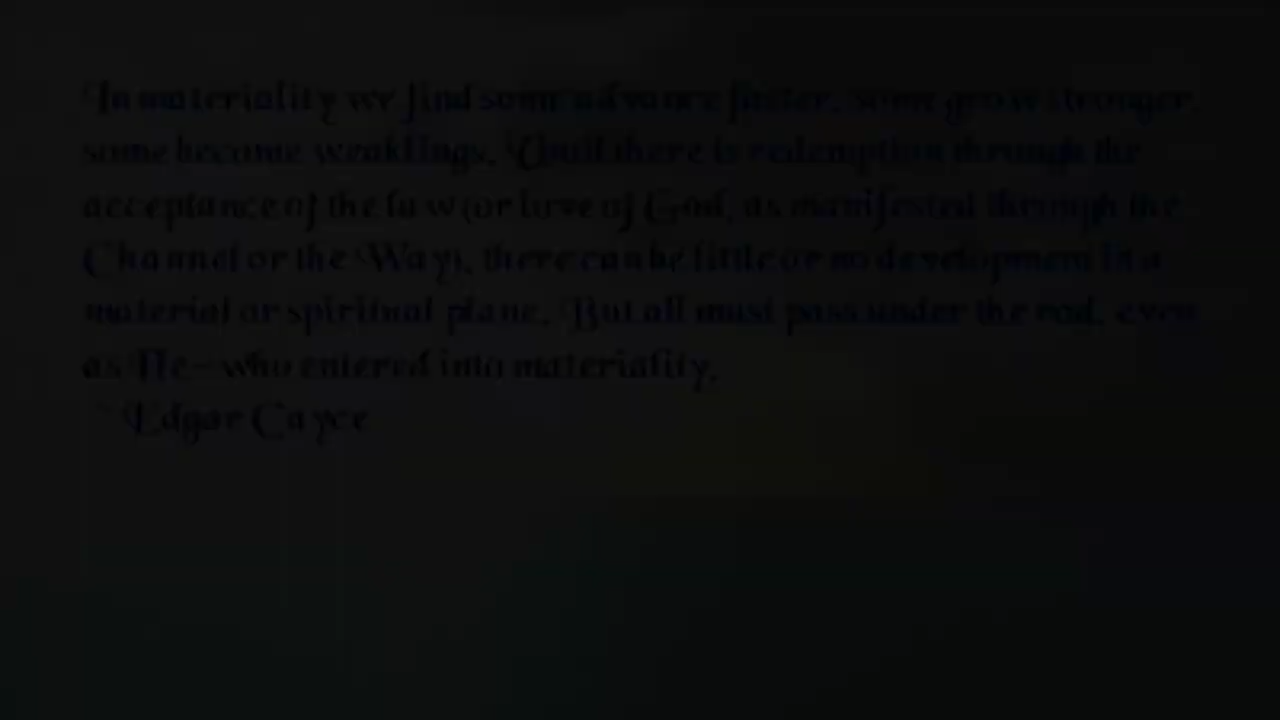 In materiality we find some advance faster, some grow stronger,
some become weaklings. Until there is redemption through the
acceptance of the law (or love of God, as manifested through the
Channel or the Way), there can be little or no development in a
material or spiritual plane. But all must pass under the rod, even
as He – who entered into materiality.
~ Edgar Cayce